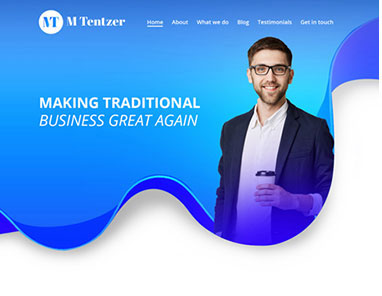 MT M Tentzer
Home About What we do Blog Testimonials Get in touch
MAKING TRADITIONAL
BUSINESS GREAT AGAIN